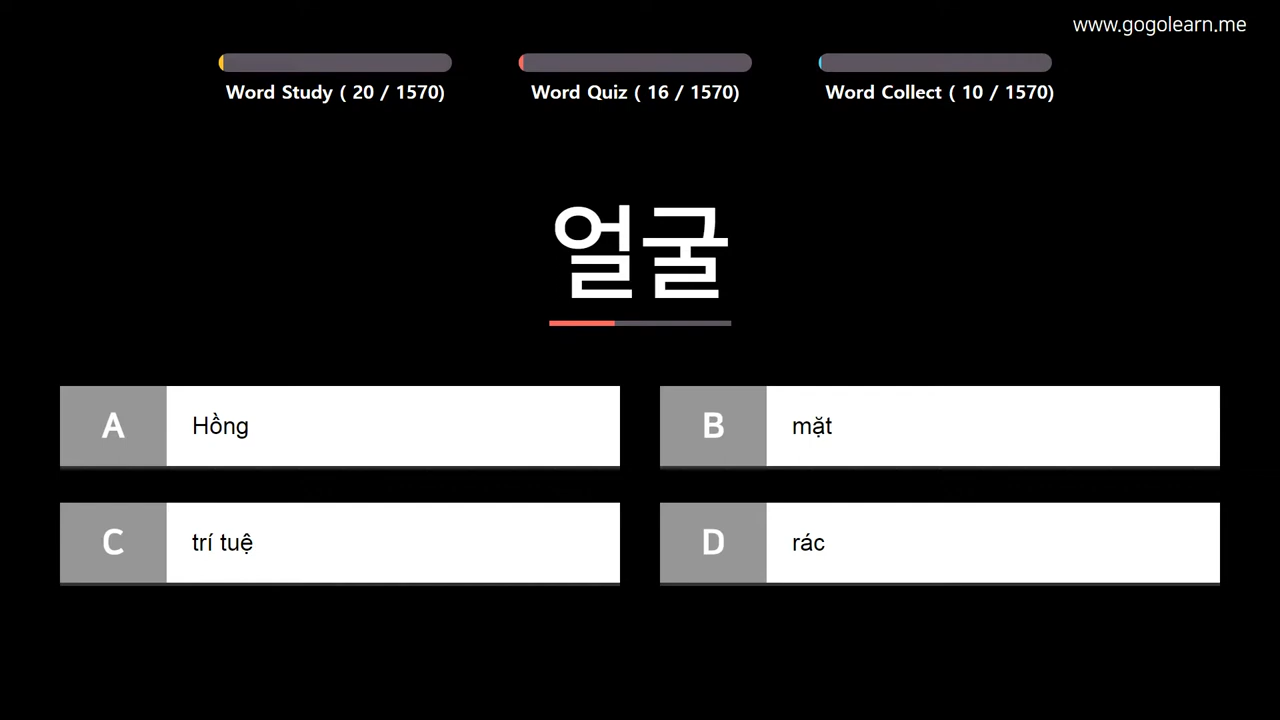 www.gogolearn.me
Word Study ( 20 / 1570)
Word Quiz ( 16 / 1570)
Word Collect ( 10 / 1570)
얼굴
A Hồng
B mặt
C trí tuệ
D rác